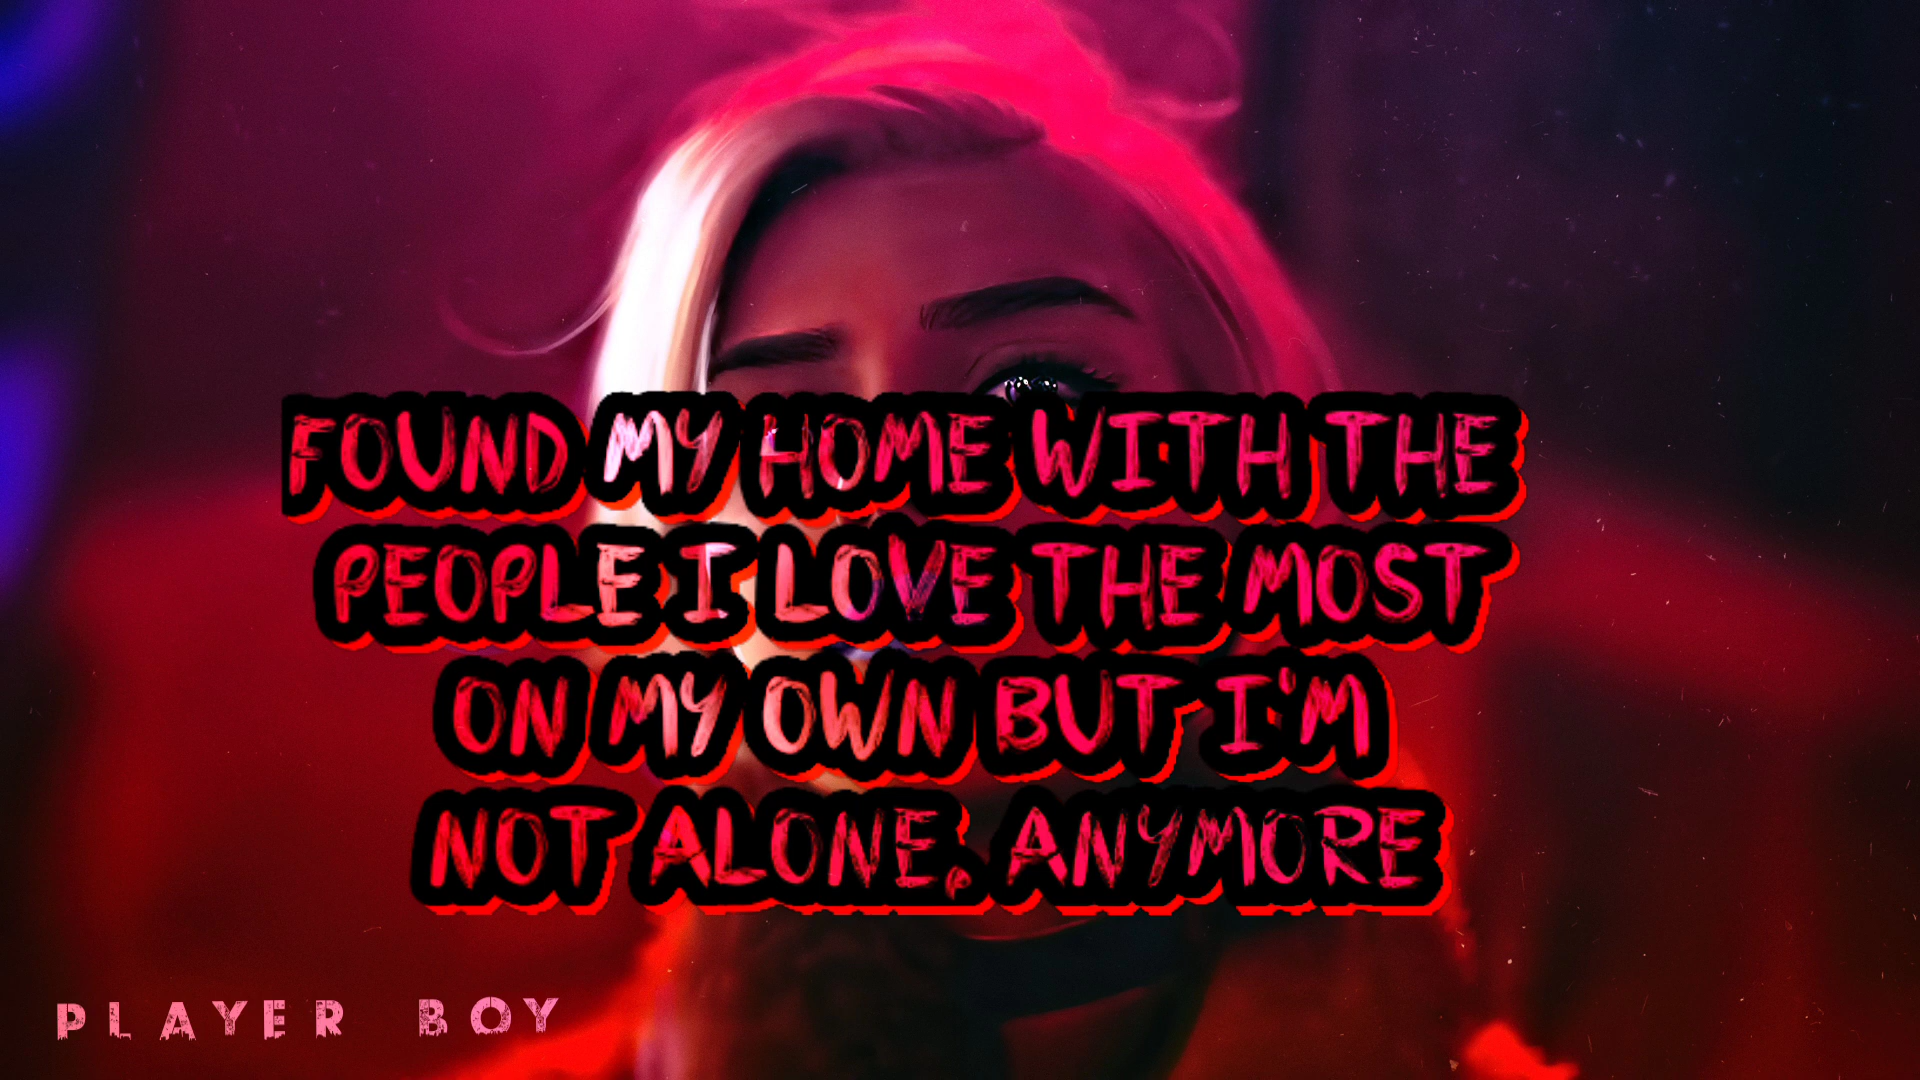 FOUND MY HOME WITH THE
PEOPLE I LOVE THE MOST
ON MY OWN BUT I'M
NOT ALONE, ANYMORE
PLAYER BOY